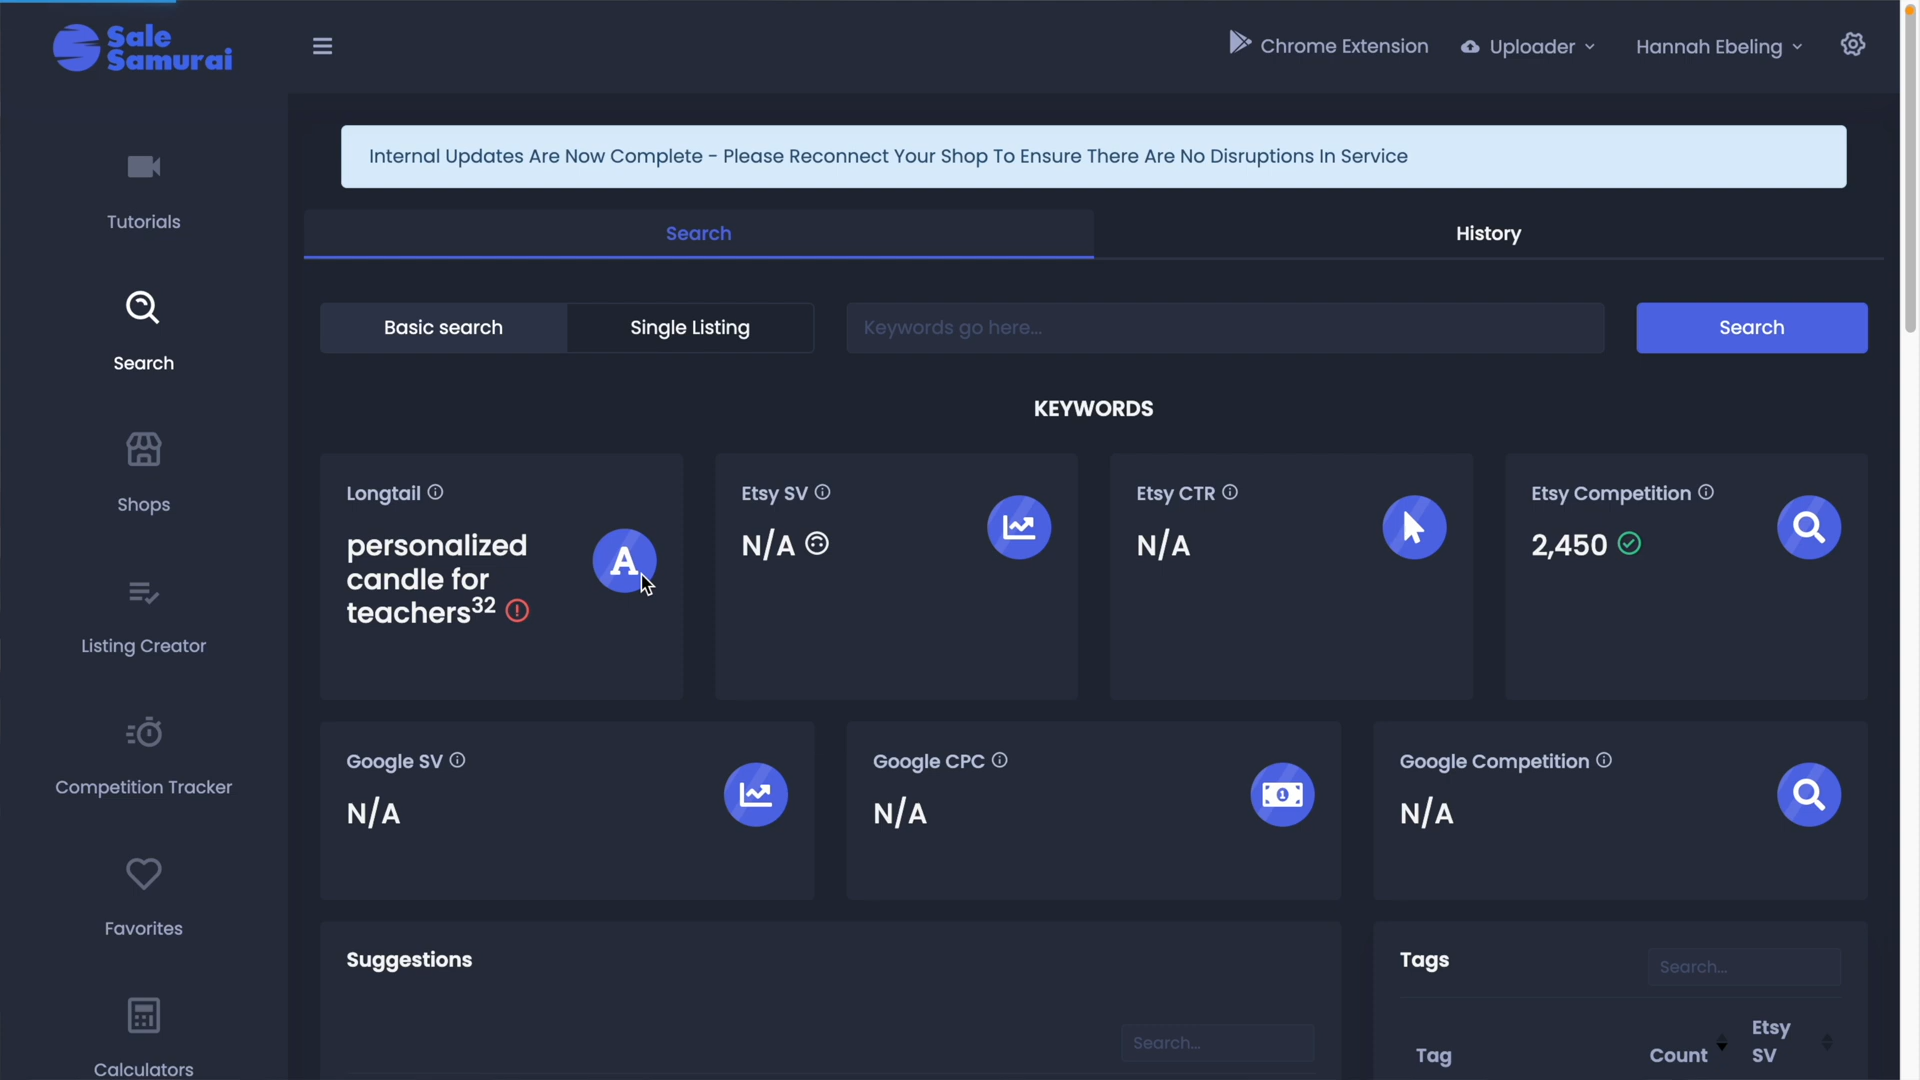 Sale
Samurai
Chrome Extension
Uploader
Hannah Ebeling
Internal Updates Are Now Complete - Please Reconnect Your Shop To Ensure There Are No Disruptions In Service
Tutorials
Search
History
Basic search
Single Listing
Keywords go here...
Search
Search
KEYWORDS
Longtail
personalized
candle for
teachers32
Etsy SV
N/A
Etsy CTR
N/A
Etsy Competition
2,450
Shops
Listing Creator
Google SV
N/A
Google CPC
N/A
Google Competition
N/A
Competition Tracker
Favorites
Suggestions
Search...
Tags
Search...
Tag
Count
Etsy
SV
Calculators